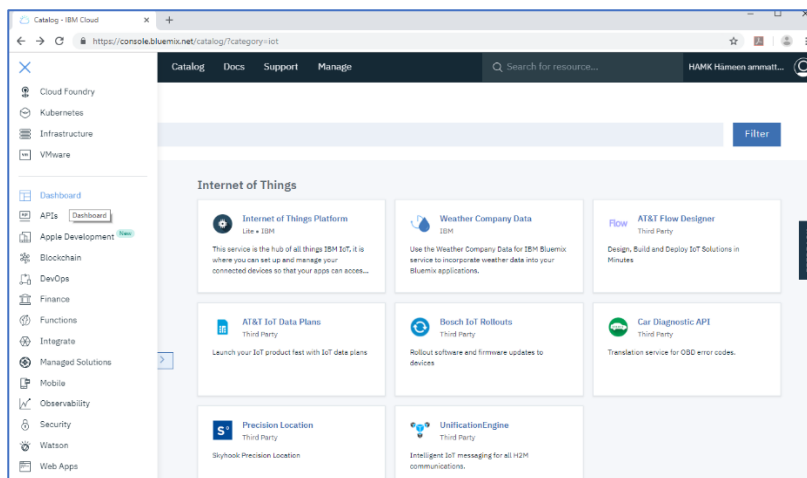 Catalog - IBM Cloud
https://console.bluemix.net/catalog/?category=iot
Catalog Docs Support Manage
Search for resource...
HAMK Hämeen ammatt...
Cloud Foundry
Kubernetes
Infrastructure
VMware
Dashboard
APIs
Dashboard
Apple Development New
Blockchain
DevOps
Finance
Functions
Integrate
Managed Solutions
Mobile
Observability
Security
Watson
Web Apps
Filter
Internet of Things
Internet of Things Platform
Lite • IBM
This service is the hub of all things IBM IoT, it is
where you can set up and manage your
connected devices so that your apps can acces...
Weather Company Data
IBM
Use the Weather Company Data for IBM Bluemix
service to incorporate weather data into your
Bluemix applications.
Flow
AT&T Flow Designer
Third Party
Design, Build and Deploy IoT Solutions in
Minutes
AT&T IoT Data Plans
Third Party
Launch your IoT product fast with IoT data plans
Bosch IoT Rollouts
Third Party
Rollout software and firmware updates to
devices
Car Diagnostic API
Third Party
Translation service for OBD error codes.
Precision Location
Third Party
Skyhook Precision Location
UnificationEngine
Third Party
Intelligent IoT messaging for all H2M
communications.